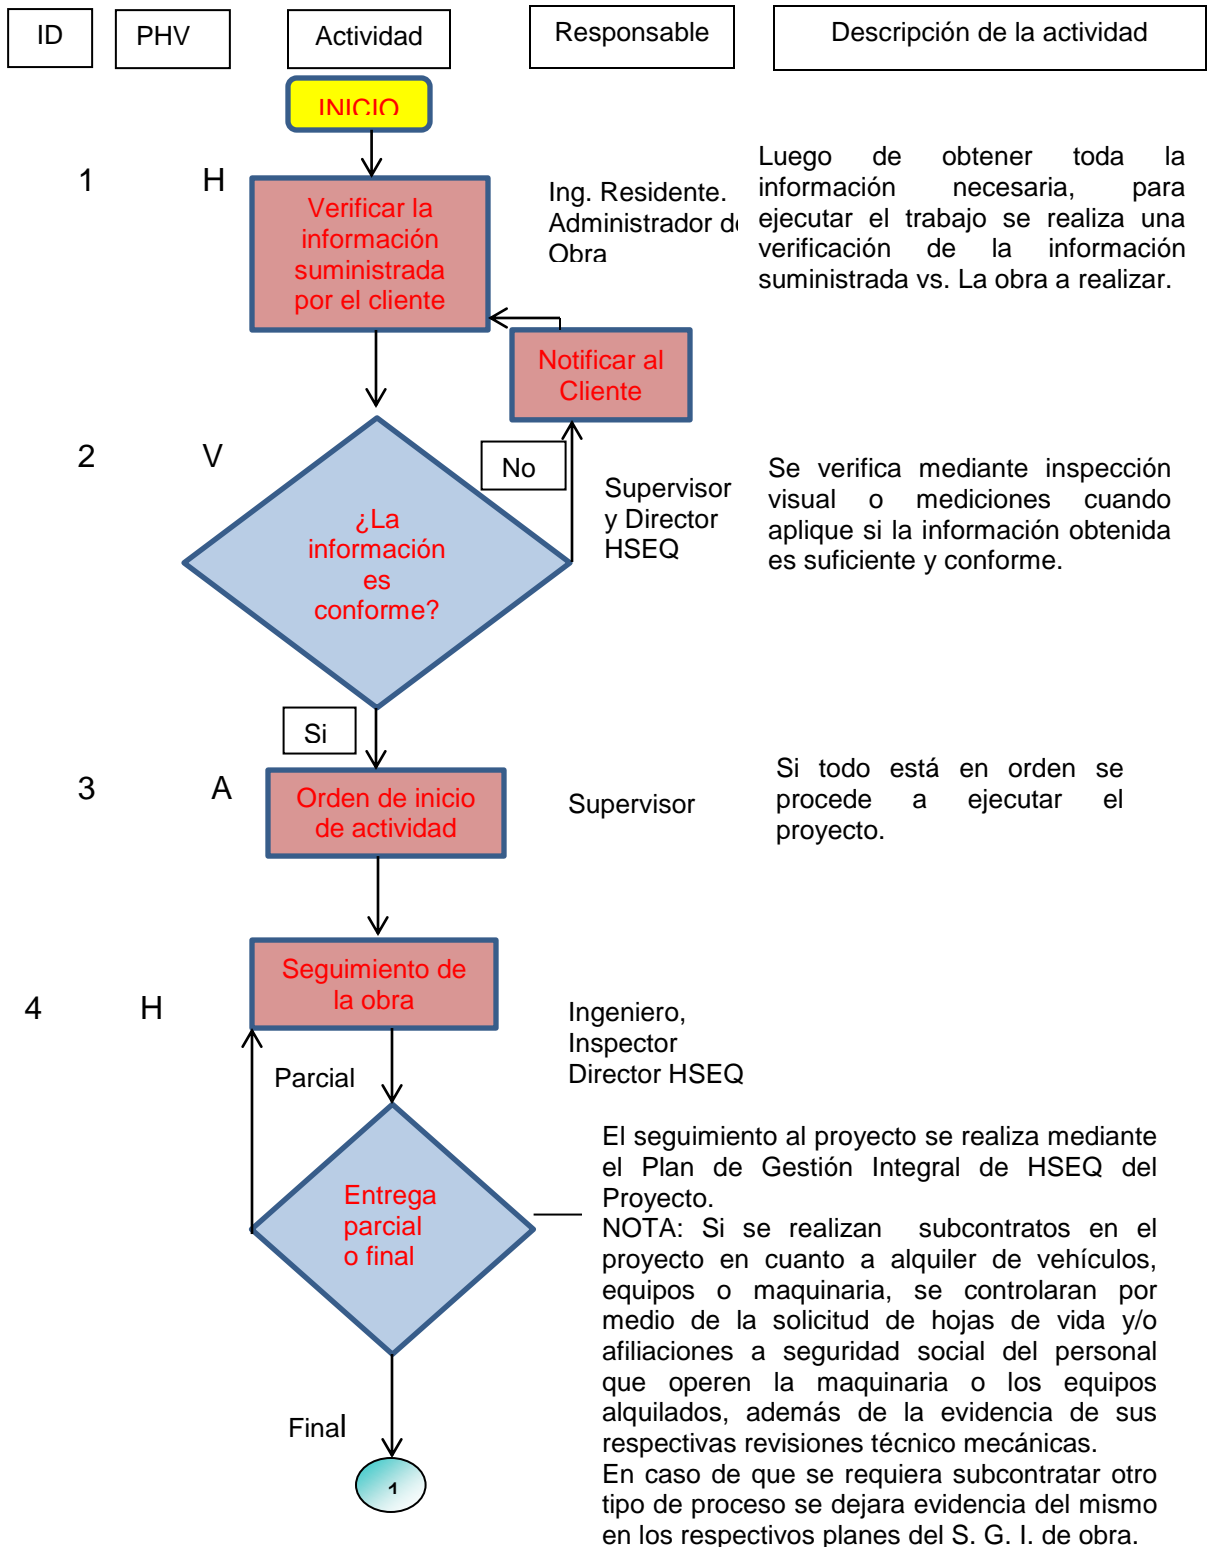 ID
PHV
Actividad
Responsable
Descripción de la actividad
INICIO
1
H
Verificar la
información
suministrada
por el cliente
Ing. Residente.
Administrador de
Obra
Luego de obtener toda la
información necesaria, para
ejecutar el trabajo se realiza una
verificación de la información
suministrada vs. La obra a realizar.
Notificar al
Cliente
2
V
No
¿La
información
es
conforme?
Supervisor
y Director
HSEQ
Se verifica mediante inspección
visual o mediciones cuando
aplique si la información obtenida
es suficiente y conforme.
Si
3
A
Orden de inicio
de actividad
Supervisor
Si todo está en orden se
procede a ejecutar el
proyecto.
Seguimiento de
la obra
4
H
Ingeniero,
Inspector
Director HSEQ
Parcial
Entrega
parcial
o final
El seguimiento al proyecto se realiza mediante
el Plan de Gestión Integral de HSEQ del
Proyecto.
NOTA: Si se realizan subcontratos en el
proyecto en cuanto a alquiler de vehículos,
equipos o maquinaria, se controlaran por
medio de la solicitud de hojas de vida y/o
afiliaciones a seguridad social del personal
que operen la maquinaria o los equipos
alquilados, además de la evidencia de sus
respectivas revisiones técnico mecánicas.
En caso de que se requiera subcontratar otro
tipo de proceso se dejara evidencia del mismo
en los respectivos planes del S. G. I. de obra.
Final
1